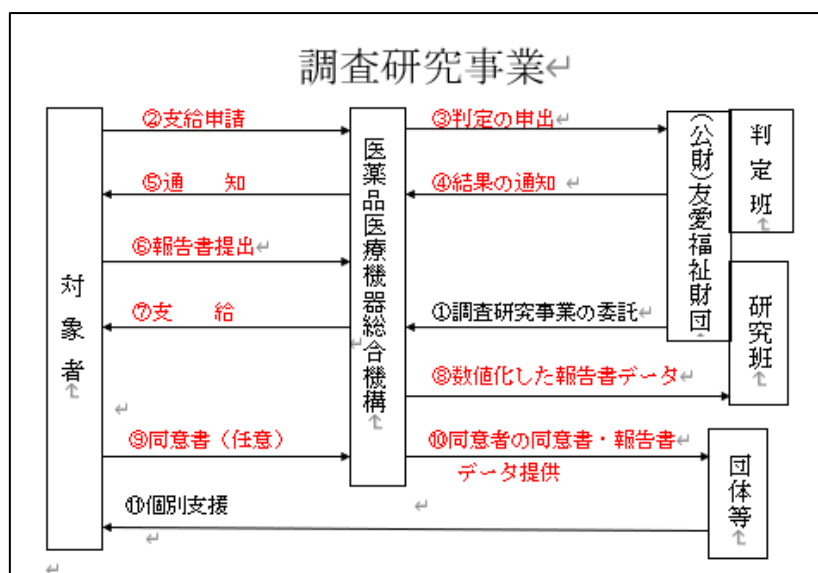 調査研究事業
②支給申請
③判定の申出
⑤通　知
④結果の通知
⑥報告書提出
①調査研究事業の委託
⑦支　給
⑧数値化した報告書データ
⑨同意書（任意）
⑩同意者の同意書・報告書
データ提供
⑪個別支援
対象者
医薬品医療機器総合機構
（公財）友愛福祉財団
判定班
研究班
団体等